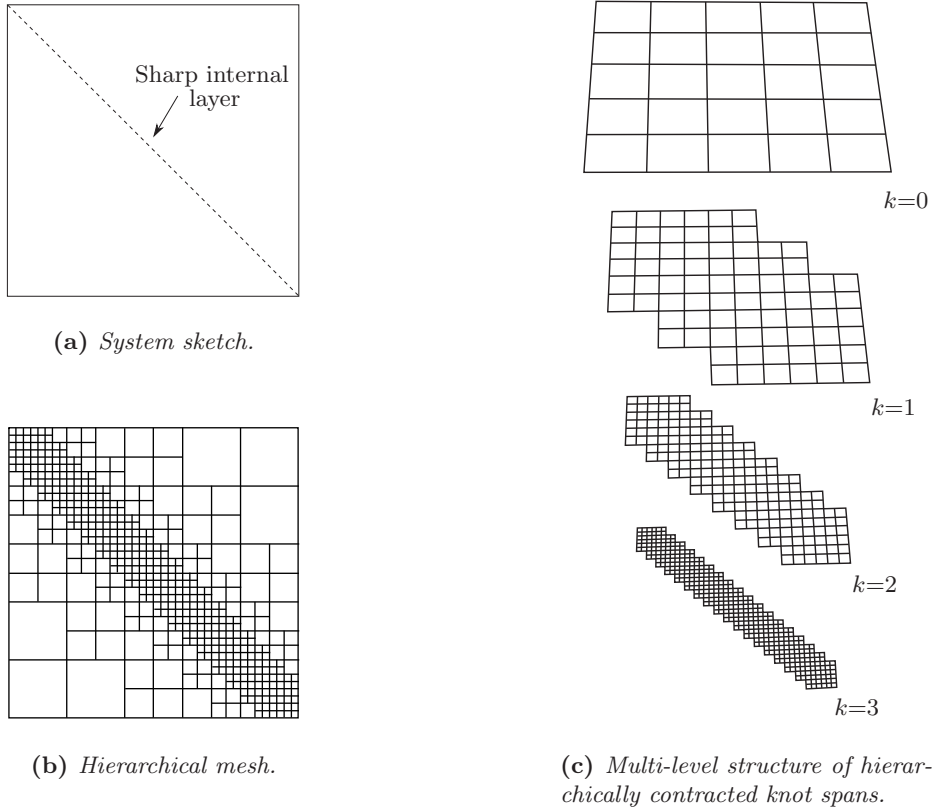 Sharp internal
layer
(a) System sketch.
(b) Hierarchical mesh.
k=0
k=1
k=2
k=3
(c) Multi-level structure of hierar-
chically contracted knot spans.